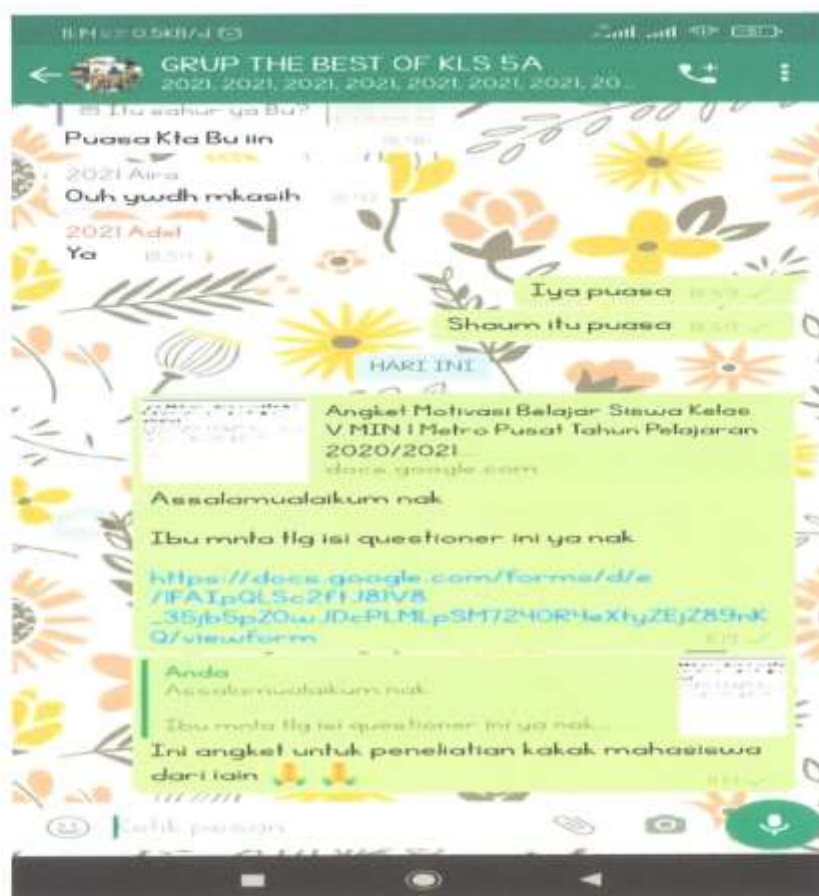 GRUP THE BEST OF KLS 5A
2021, 2021, 2021, 2021, 2021, 2021, 2021, 20...
Itu sahur ya Bu?
Puasa Kta Bu iin
2021 Aira
Ouh ywdh mkasih
2021 Adel
Ya
Iya puasa
Shaum itu puasa
HARI INI
Angket Motivasi Belajar Siswa Kelas
V MIN 1 Metro Pusat Tahun Pelajaran
2020/2021...
docs.google.com
Assalamualaikum nak
Ibu mnta tlg isi questioner ini ya nak
https://docs.google.com/forms/d/e
Q/viewform
Anda
Assalamualaikum nak
Ibu mnta tlg isi questioner ini ya nak...
Ini angket untuk peneliatian kakak mahasiswa
dari iain 🙏 🙏
Ketik pesan